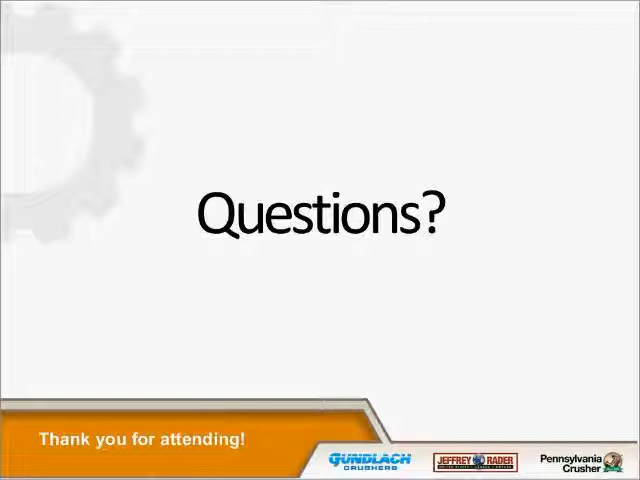 Questions?
Thank you for attending!
GUNDLACH
CRUSHERS
JEFFREY RADER
Pennsylvania
Crusher